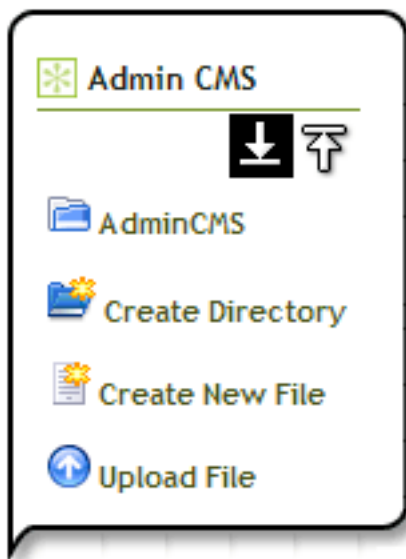 Admin CMS
AdminCMS
Create Directory
Create New File
Upload File